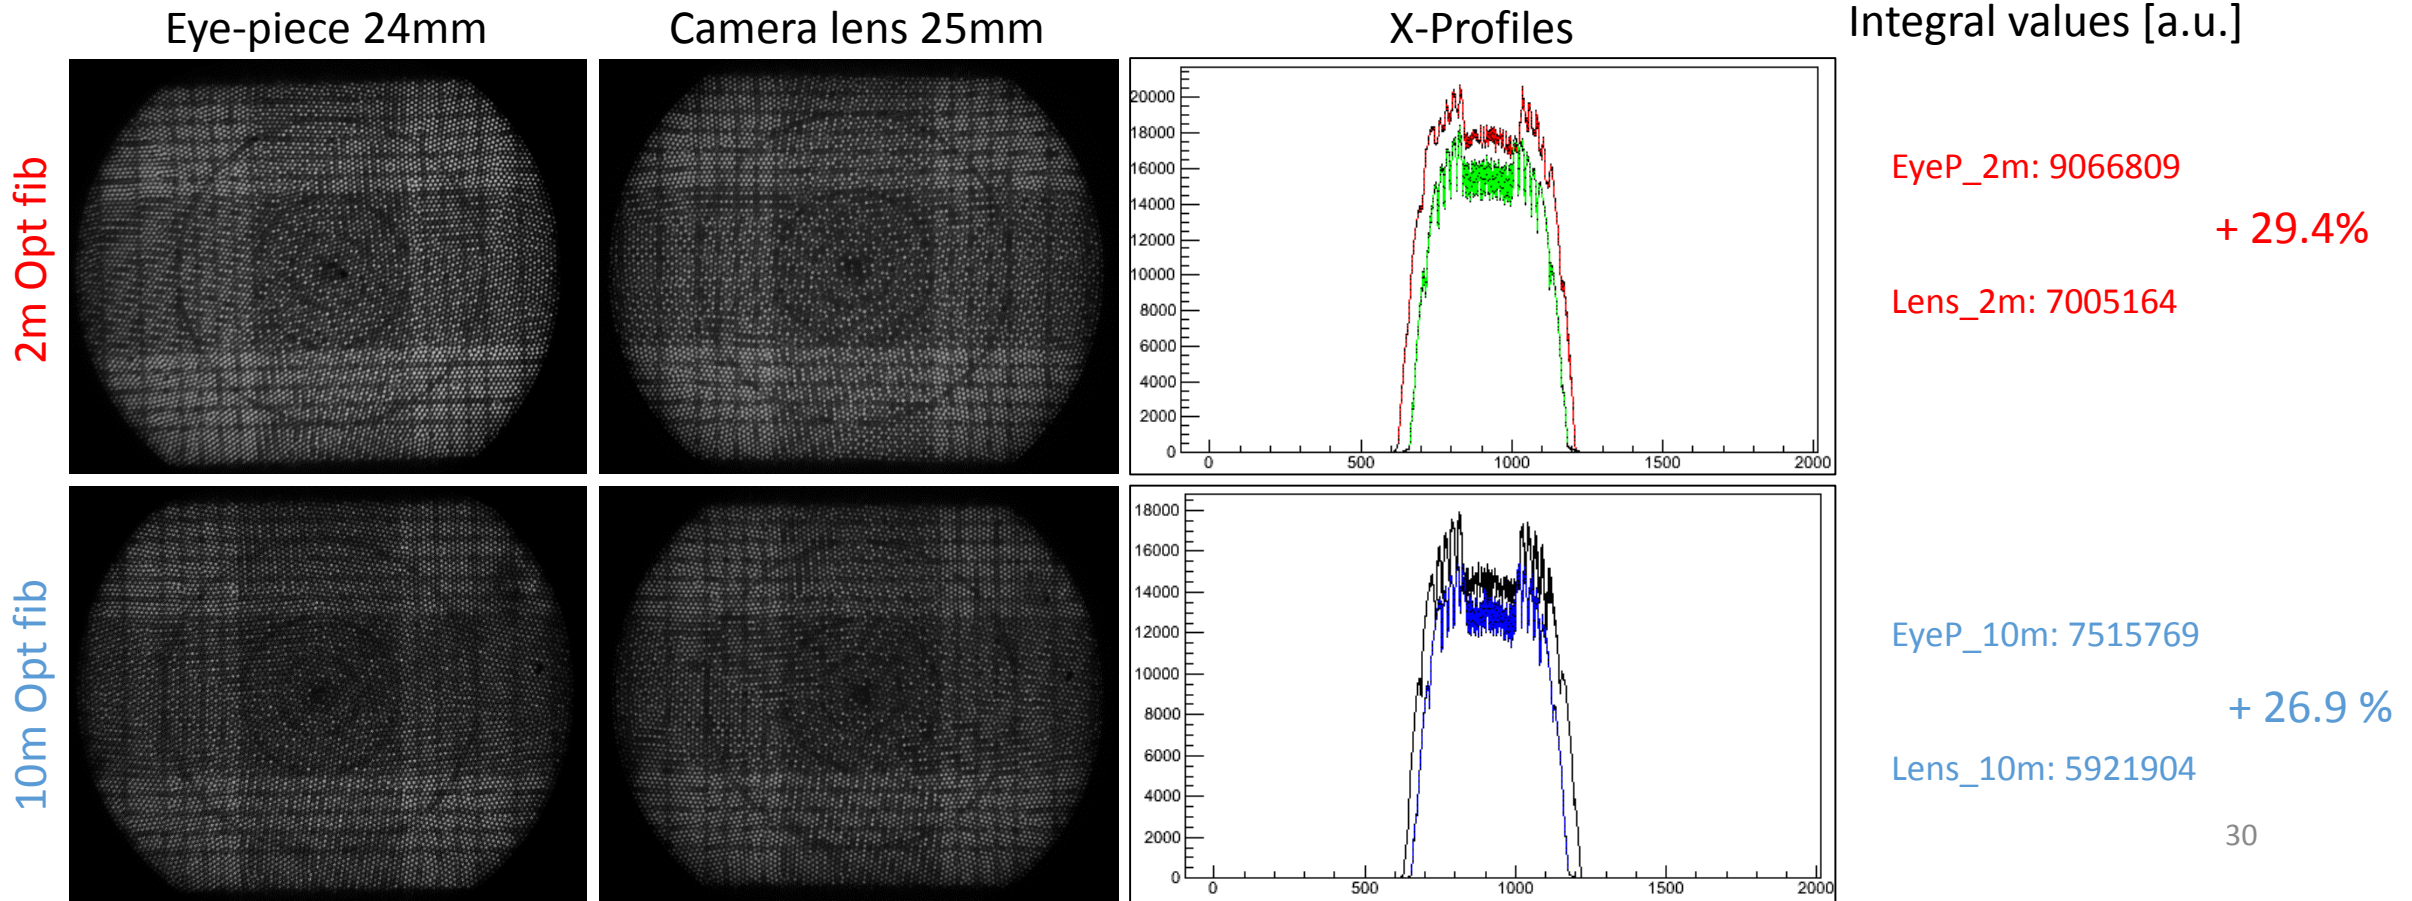 Eye-piece 24mm
Camera lens 25mm
X-Profiles
Integral values [a.u.]
2m Opt fib
20000
18000
16000
14000
12000
10000
8000
6000
4000
2000
0
0 500 1000 1500 2000
EyeP_2m: 9066809
+ 29.4%
Lens_2m: 7005164
10m Opt fib
18000
16000
14000
12000
10000
8000
6000
4000
2000
0
0 500 1000 1500 2000
EyeP_10m: 7515769
+ 26.9 %
Lens_10m: 5921904
30